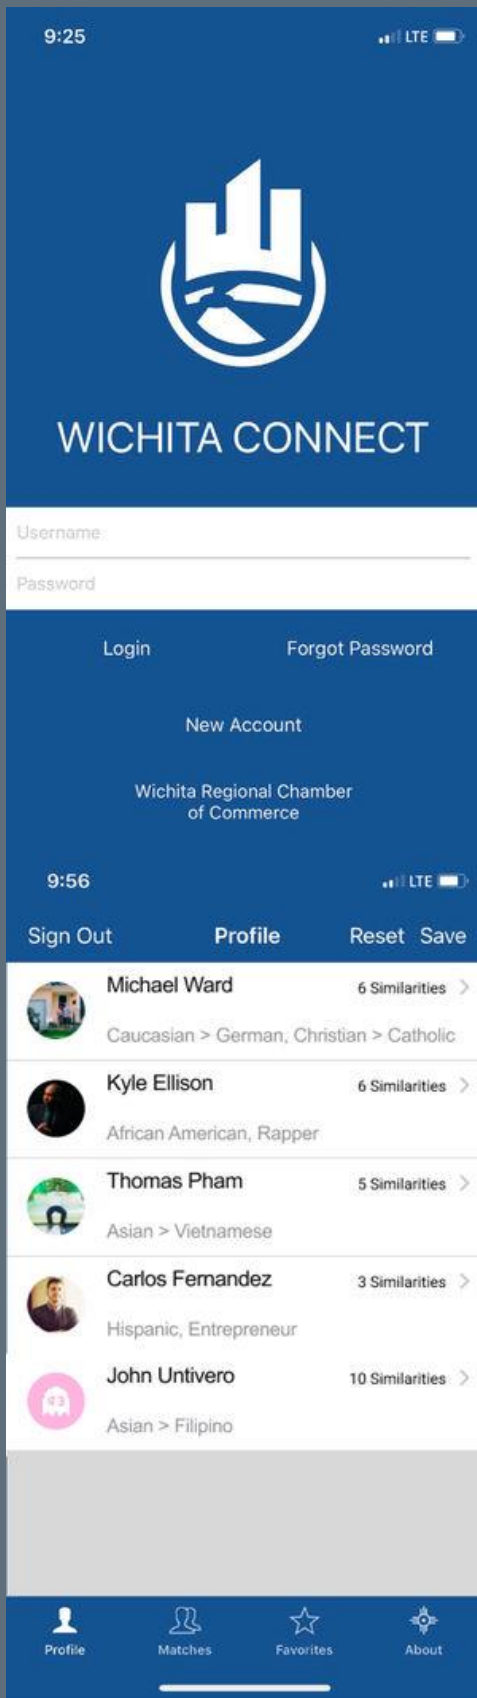 9:25 LTE
WICHITA CONNECT
Username
Password
Login Forgot Password
New Account
Wichita Regional Chamber
of Commerce
9:56 LTE
Sign Out Profile Reset Save
Michael Ward 6 Similarities >
Caucasian > German, Christian > Catholic
Kyle Ellison 6 Similarities >
African American, Rapper
Thomas Pham 5 Similarities >
Asian > Vietnamese
Carlos Fernandez 3 Similarities >
Hispanic, Entrepreneur
John Untivero 10 Similarities >
Asian > Filipino
Profile Matches Favorites About